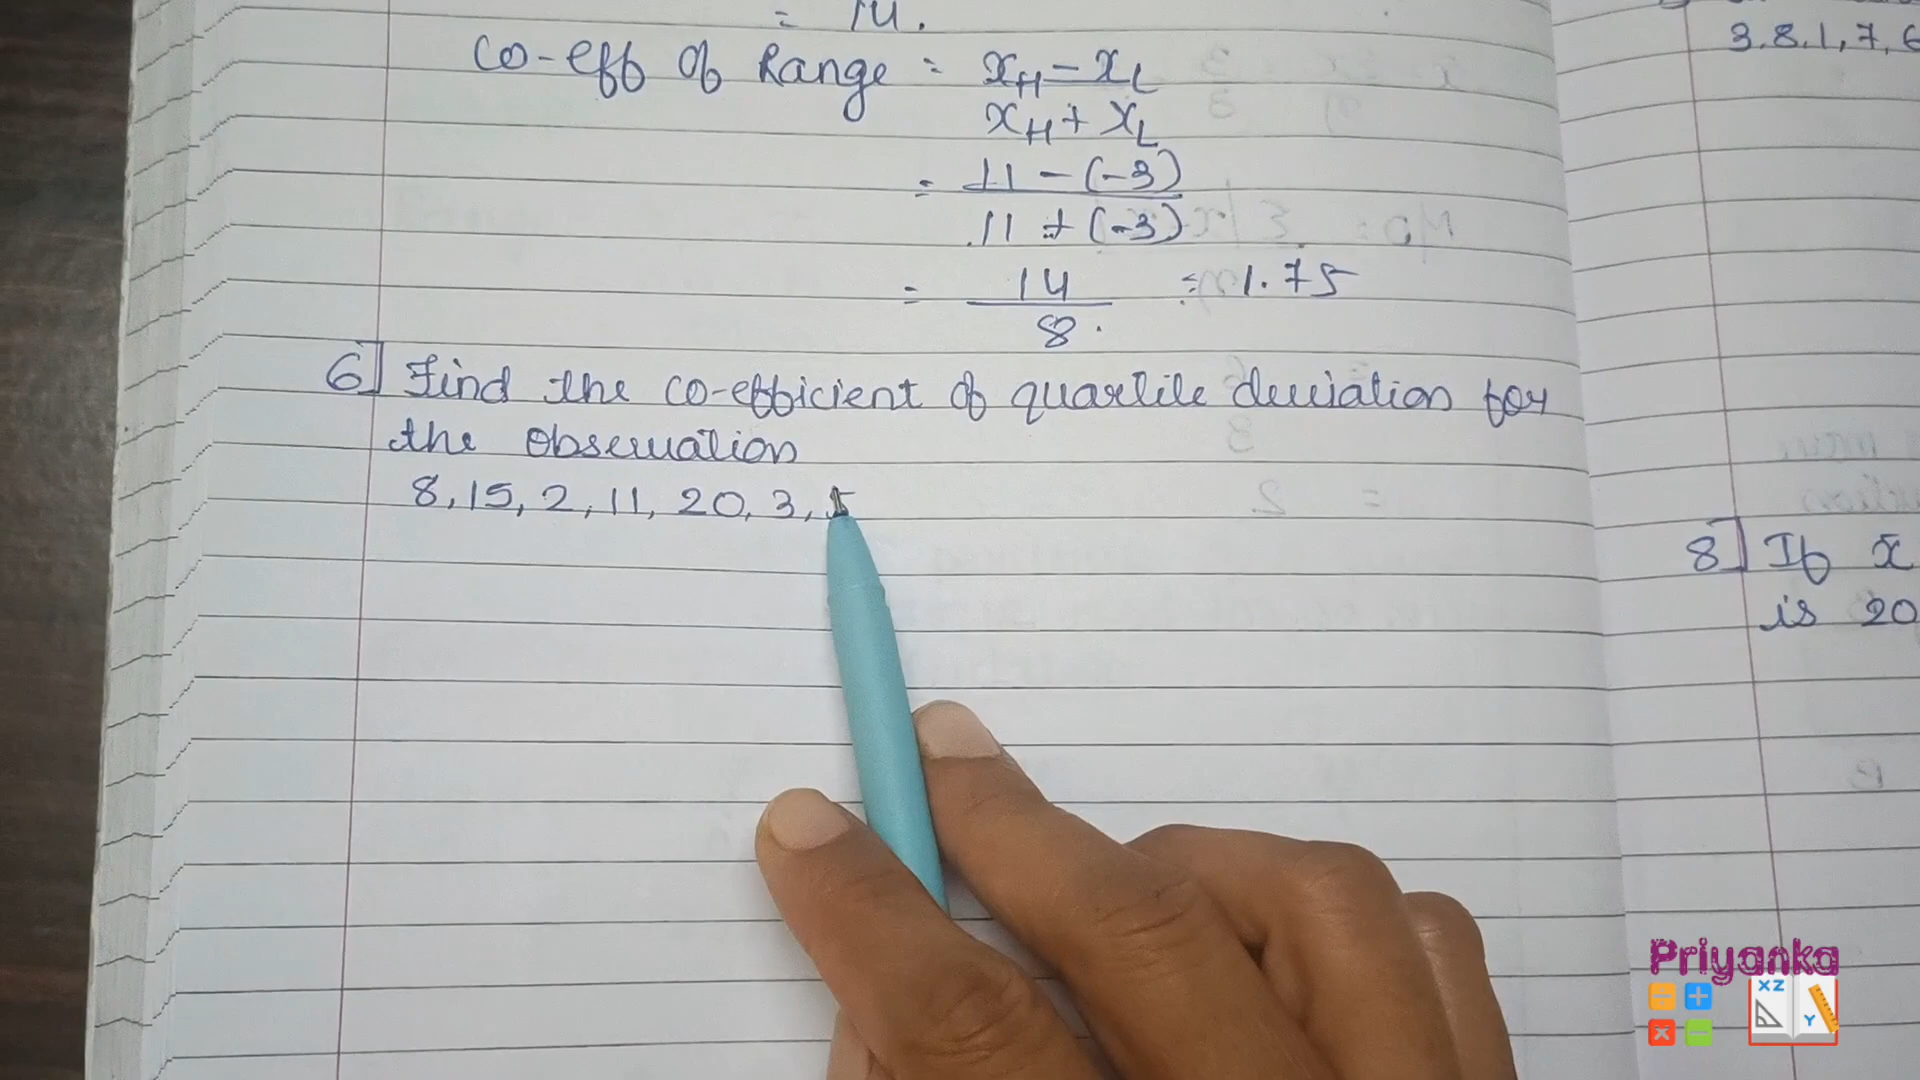 = 14.
Co-eff of Range = xH - xL
xH + xL
= 11 - (-3)
11 + (-3)
= 14 = 1.75
8.
6] Find the co-efficient of quartile deviation for
the observation
8, 15, 2, 11, 20, 3, 5
3, 8, 1, 7, 6
8] If x̄
is 20
Priyanka
XZ
Y